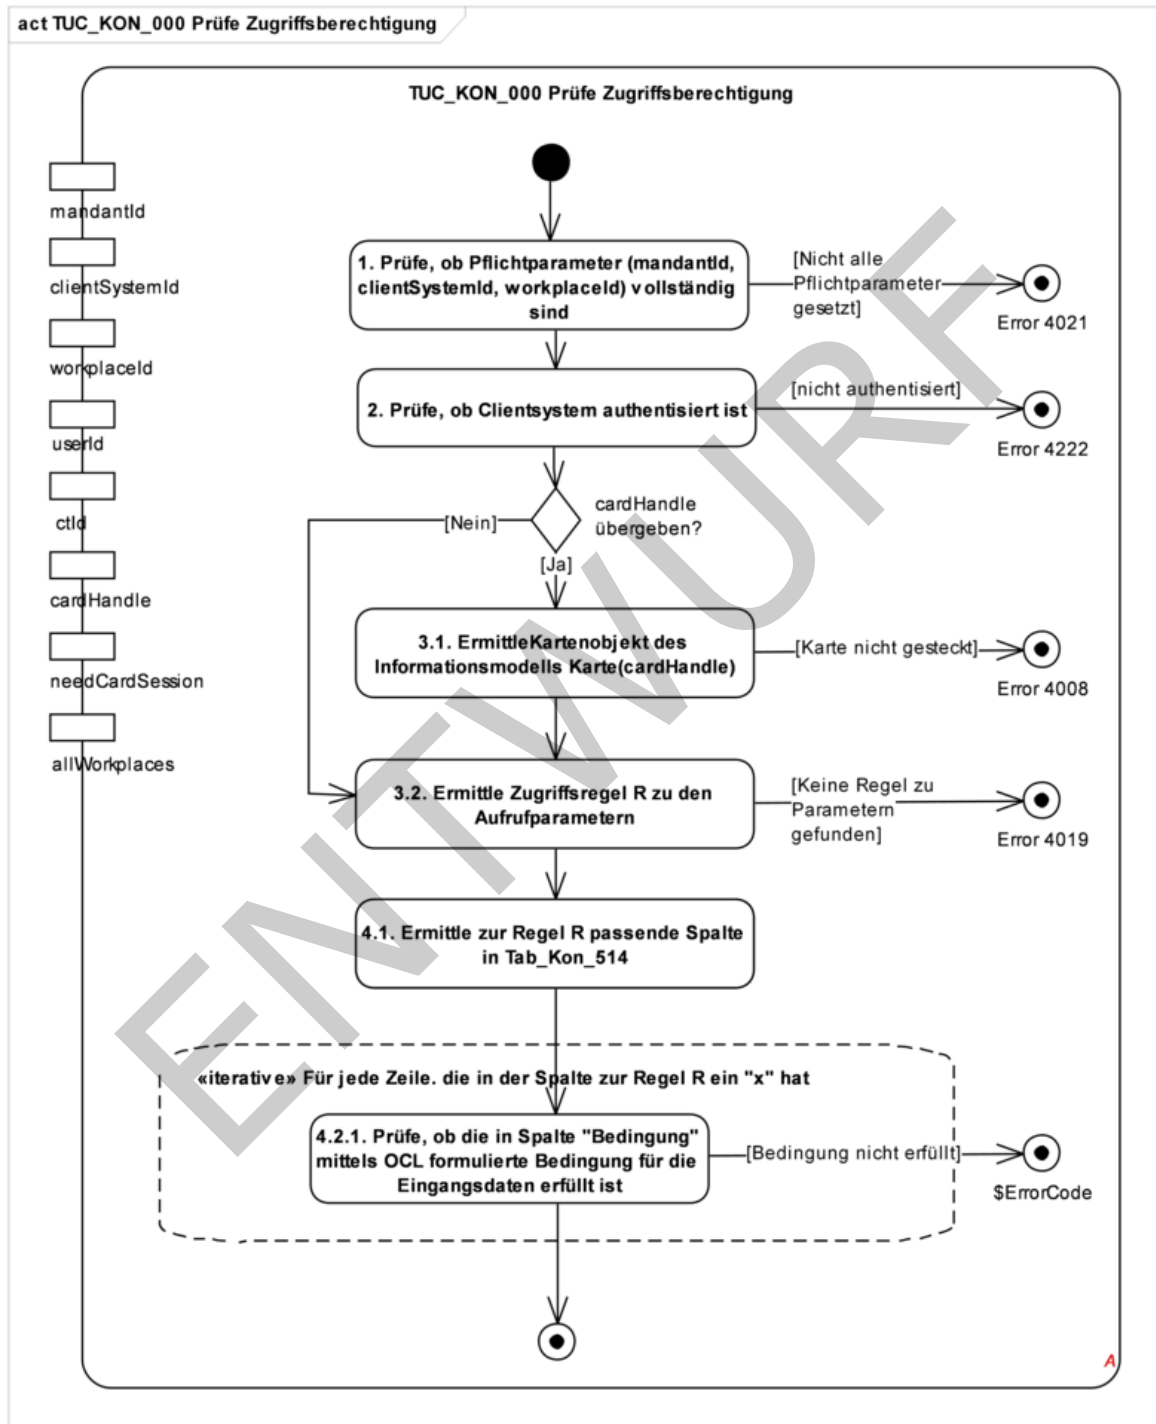 act TUC_KON_000 Prüfe Zugriffsberechtigung
TUC_KON_000 Prüfe Zugriffsberechtigung
mandantId
clientSystemId
workplaceId
userId
ctId
cardHandle
needCardSession
allWorkplaces
1. Prüfe, ob Pflichtparameter (mandantId,
clientSystemId, workplaceId) vollständig
sind
[Nicht alle
Pflichtparameter
gesetzt]
Error 4021
2. Prüfe, ob Clientsystem authentisiert ist
[nicht authentisiert]
Error 4222
cardHandle
übergeben?
[Nein]
[Ja]
3.1. ErmittleKartenobjekt des
Informationsmodells Karte(cardHandle)
[Karte nicht gesteckt]
Error 4008
3.2. Ermittle Zugriffsregel R zu den
Aufrufparametern
[Keine Regel zu
Parametern
gefunden]
Error 4019
4.1. Ermittle zur Regel R passende Spalte
in Tab_Kon_514
«iterative» Für jede Zeile. die in der Spalte zur Regel R ein "x" hat
4.2.1. Prüfe, ob die in Spalte "Bedingung"
mittels OCL formulierte Bedingung für die
Eingangsdaten erfüllt ist
[Bedingung nicht erfüllt]
$ErrorCode
A
ENTWURF